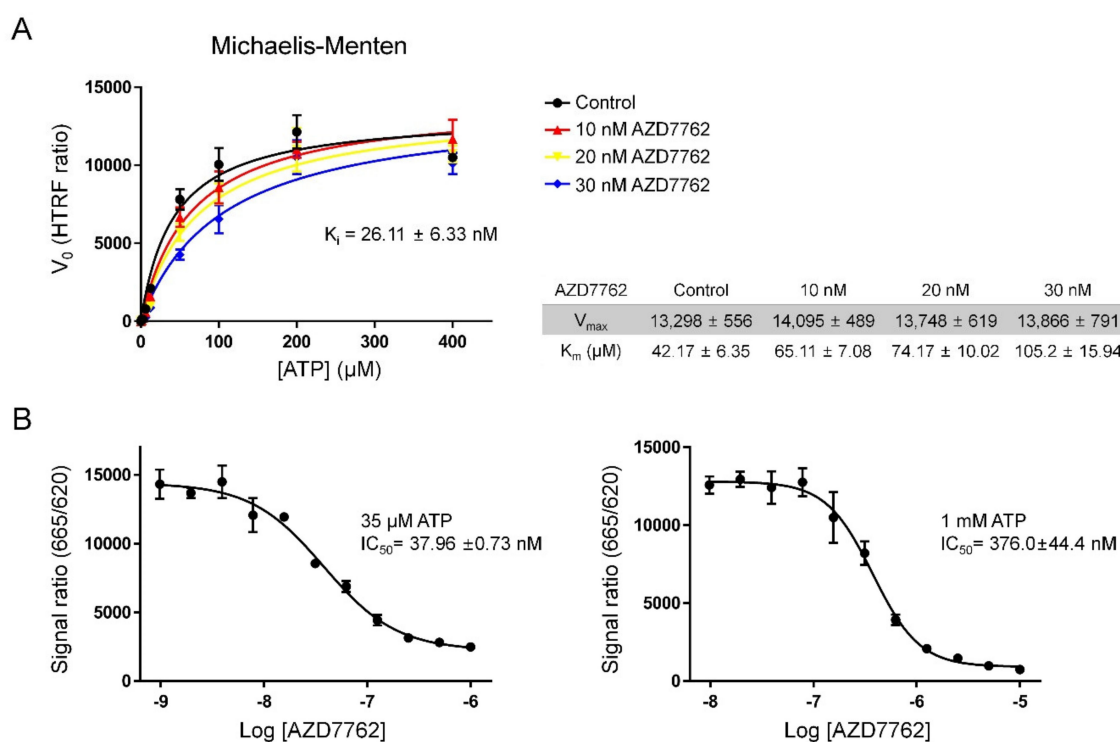 A
Michaelis-Menten
15000
10000
5000
0
V₀ (HTRF ratio)
0 100 200 300 400
[ATP] (µM)
Kᵢ = 26.11 ± 6.33 nM
Control
10 nM AZD7762
20 nM AZD7762
30 nM AZD7762
AZD7762 Control 10 nM 20 nM 30 nM
Vmax 13,298 ± 556 14,095 ± 489 13,748 ± 619 13,866 ± 791
Km (µM) 42.17 ± 6.35 65.11 ± 7.08 74.17 ± 10.02 105.2 ± 15.94
B
15000
10000
5000
0
Signal ratio (665/620)
-9 -8 -7 -6
Log [AZD7762]
35 µM ATP
IC₅₀= 37.96 ±0.73 nM
15000
10000
5000
0
Signal ratio (665/620)
-8 -7 -6 -5
Log [AZD7762]
1 mM ATP
IC₅₀= 376.0±44.4 nM